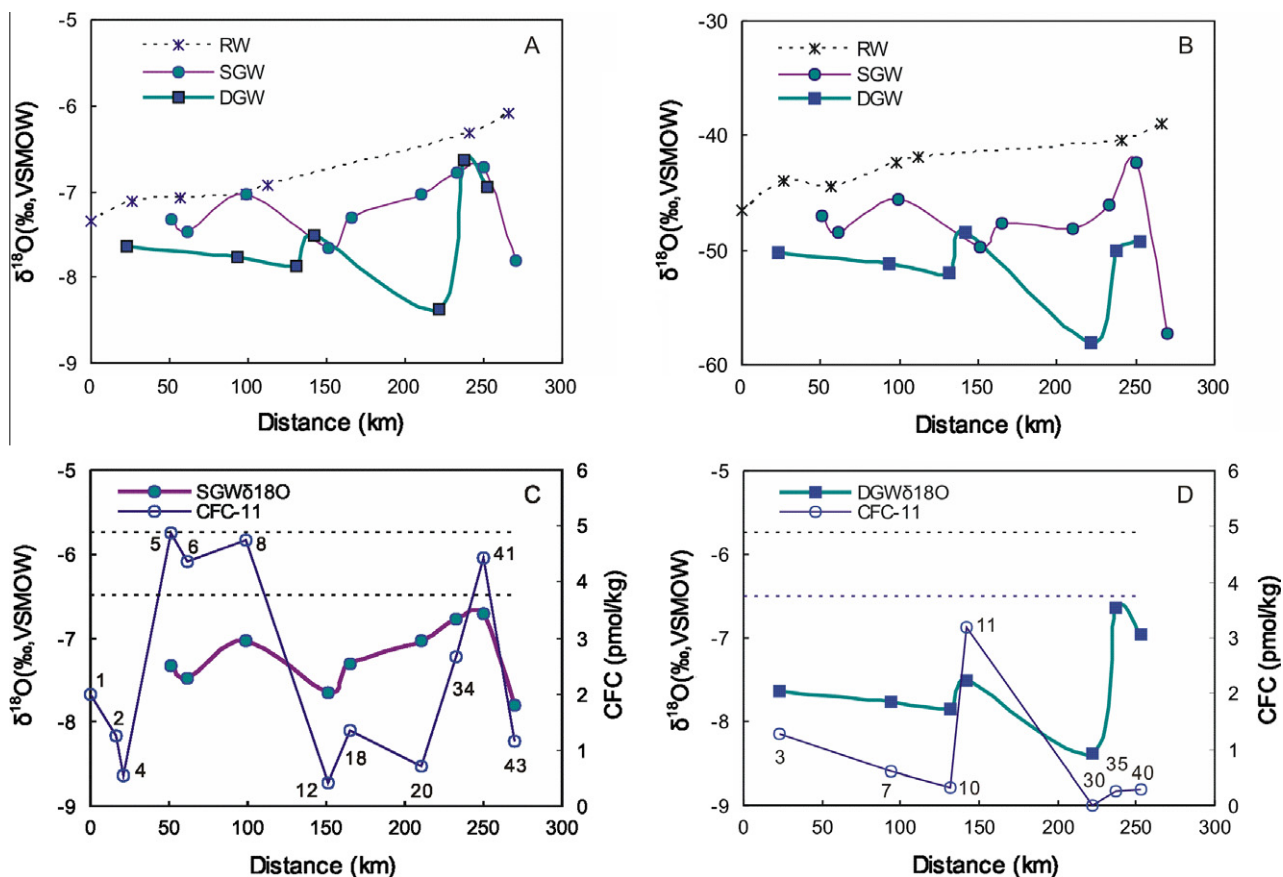 A
RW
SGW
DGW
-5
-6
-7
-8
-9
δ¹⁸O(‰,VSMOW)
0 50 100 150 200 250 300
Distance (km)
B
RW
SGW
DGW
-30
-40
-50
-60
δ¹⁸O(‰,VSMOW)
0 50 100 150 200 250 300
Distance (km)
C
SGWδ18O
CFC-11
-5
-6
-7
-8
-9
δ¹⁸O(‰,VSMOW)
6
5
4
3
2
1
0
CFC (pmol/kg)
1
2
4
5
6
8
12
18
20
34
41
43
0 50 100 150 200 250 300
Distance (km)
D
DGWδ18O
CFC-11
-5
-6
-7
-8
-9
δ¹⁸O(‰,VSMOW)
6
5
4
3
2
1
0
CFC (pmol/kg)
3
7
10
11
30
35
40
0 50 100 150 200 250 300
Distance (km)